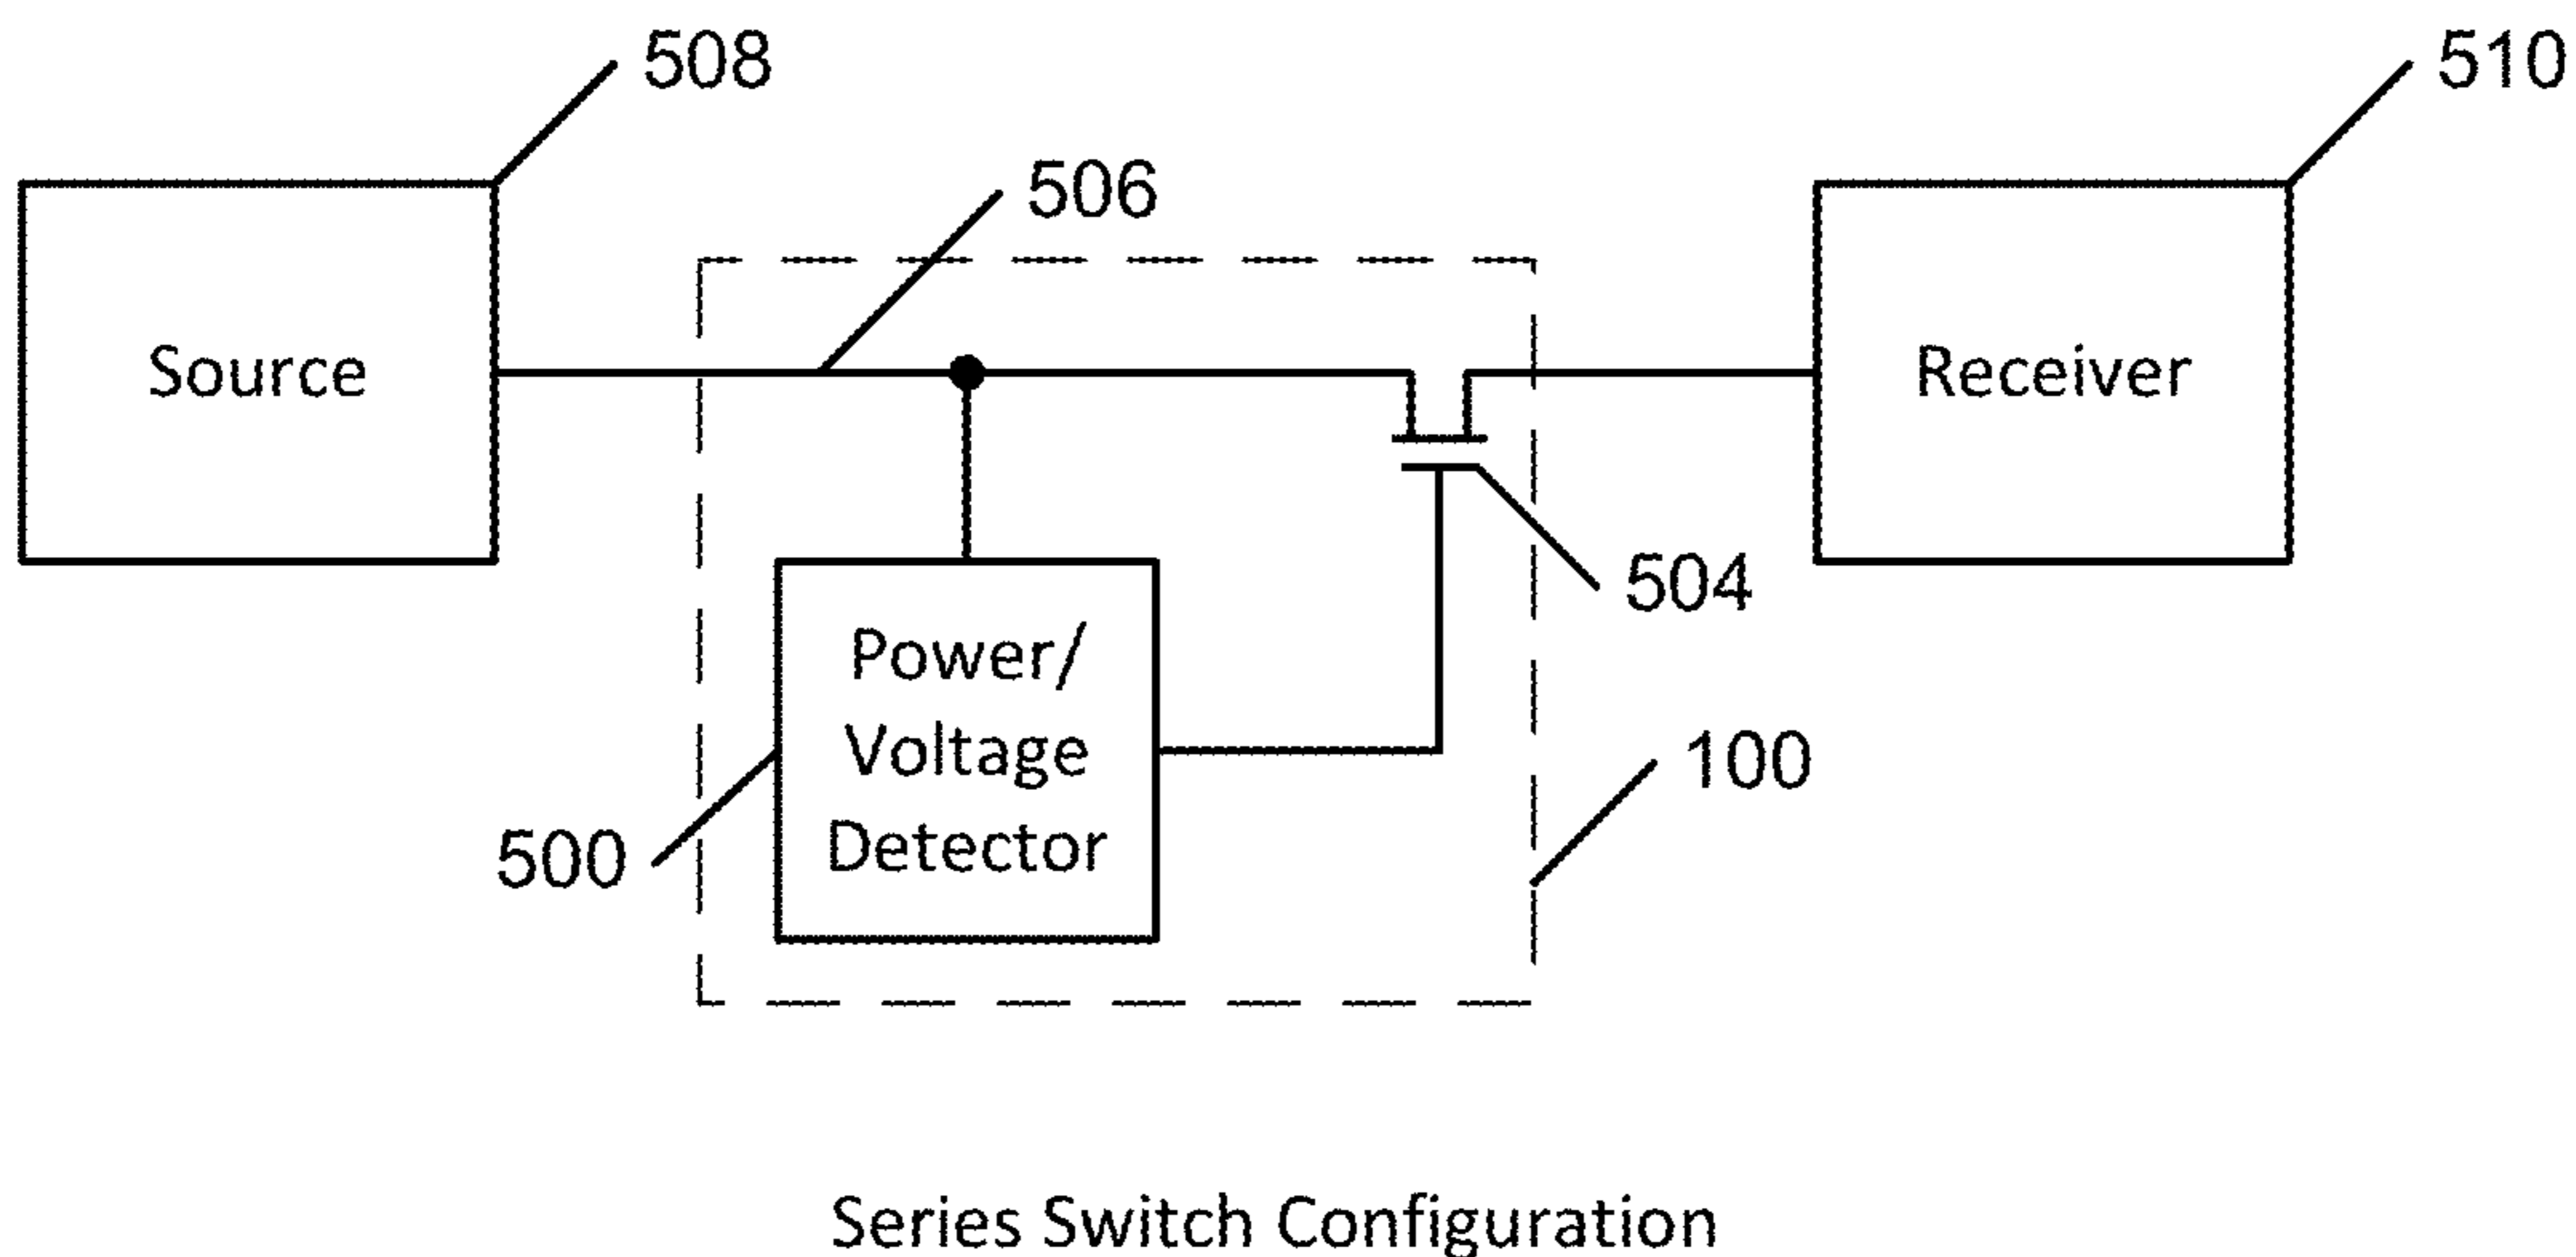 508
510
506
Source
Receiver
504
Power/
Voltage
Detector
100
500
Series Switch Configuration